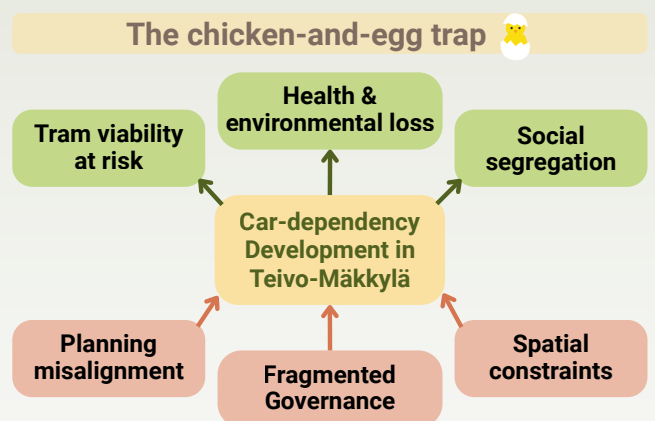 The chicken-and-egg trap
Health &
environmental loss
Tram viability
at risk
Social
segregation
Car-dependency
Development in
Teivo-Mäkkylä
Planning
misalignment
Fragmented
Governance
Spatial
constraints